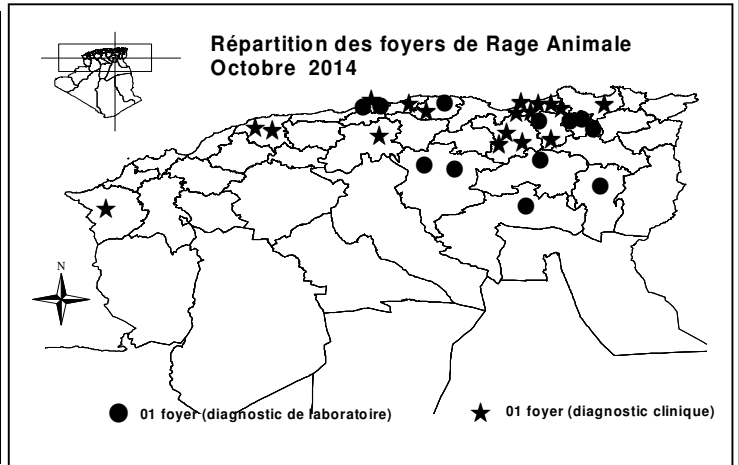 Répartition des foyers de Rage Animale
Octobre 2014
N
01 foyer (diagnostic de laboratoire)
01 foyer (diagnostic clinique)